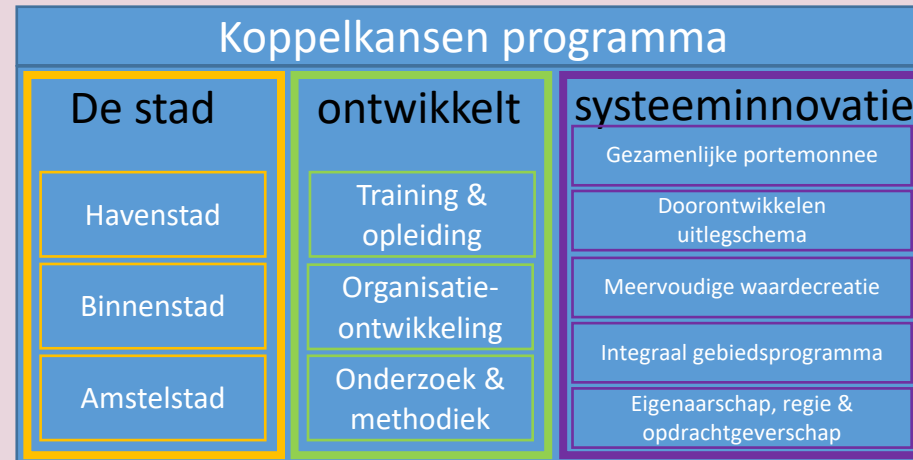 Koppelkansen programma
De stad
Havenstad
Binnenstad
Amstelstad
ontwikkelt
Training &
opleiding
Organisatie-
ontwikkeling
Onderzoek &
methodiek
systeeminnovatie
Gezamenlijke portemonnee
Doorontwikkelen
uitlegschema
Meervoudige waardecreatie
Integraal gebiedsprogramma
Eigenaarschap, regie &
opdrachtgeverschap